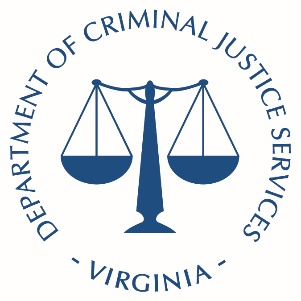 DEPARTMENT OF CRIMINAL JUSTICE SERVICES
- VIRGINIA -